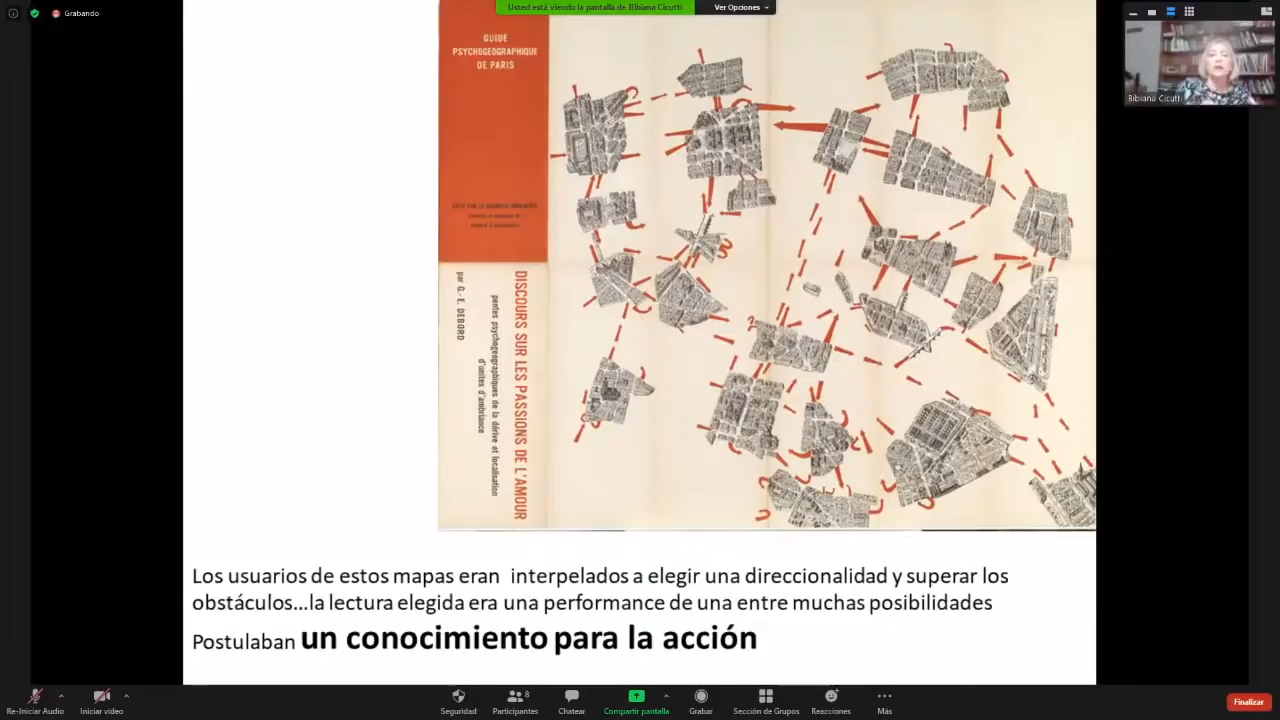 Grabando
Usted está viendo la pantalla de Bibiana Cicutti
Ver Opciones
Bibiana Cicutti
GUIDE
PSYCHOGEOGRAPHIQUE
DE PARIS
DISCOURS SUR LES PASSIONS DE L'AMOUR
pentes psychogeographiques de la dérive et localisation
d'unites d'ambiance
par G.-E. DEBORD
Los usuarios de estos mapas eran interpelados a elegir una direccionalidad y superar los
obstáculos...la lectura elegida era una performance de una entre muchas posibilidades
Postulaban un conocimiento para la acción
Re-Iniciar Audio
Iniciar video
Seguridad
8
Participantes
Chatear
Compartir pantalla
Grabar
Sección de Grupos
Reacciones
Más
Finalizar